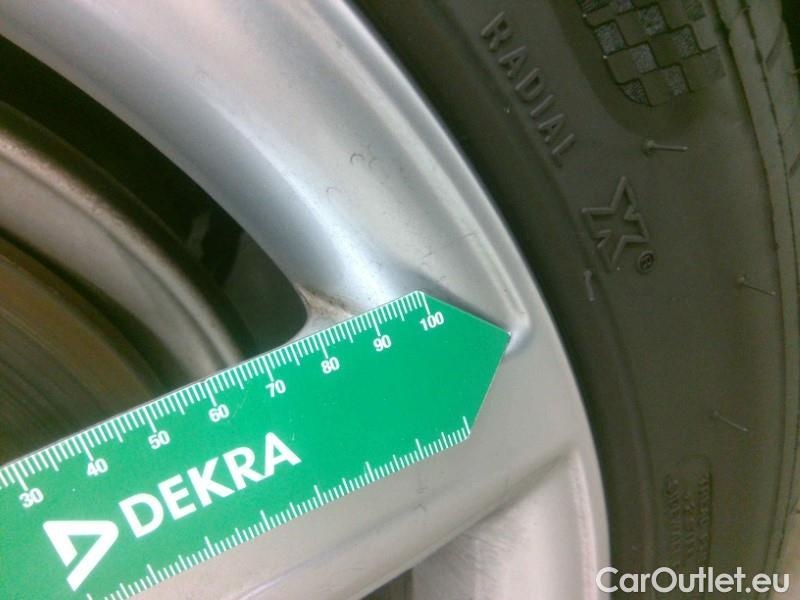 RADIAL
X®
30 40 50 60 70 80 90 100
DEKRA
CarOutlet.eu